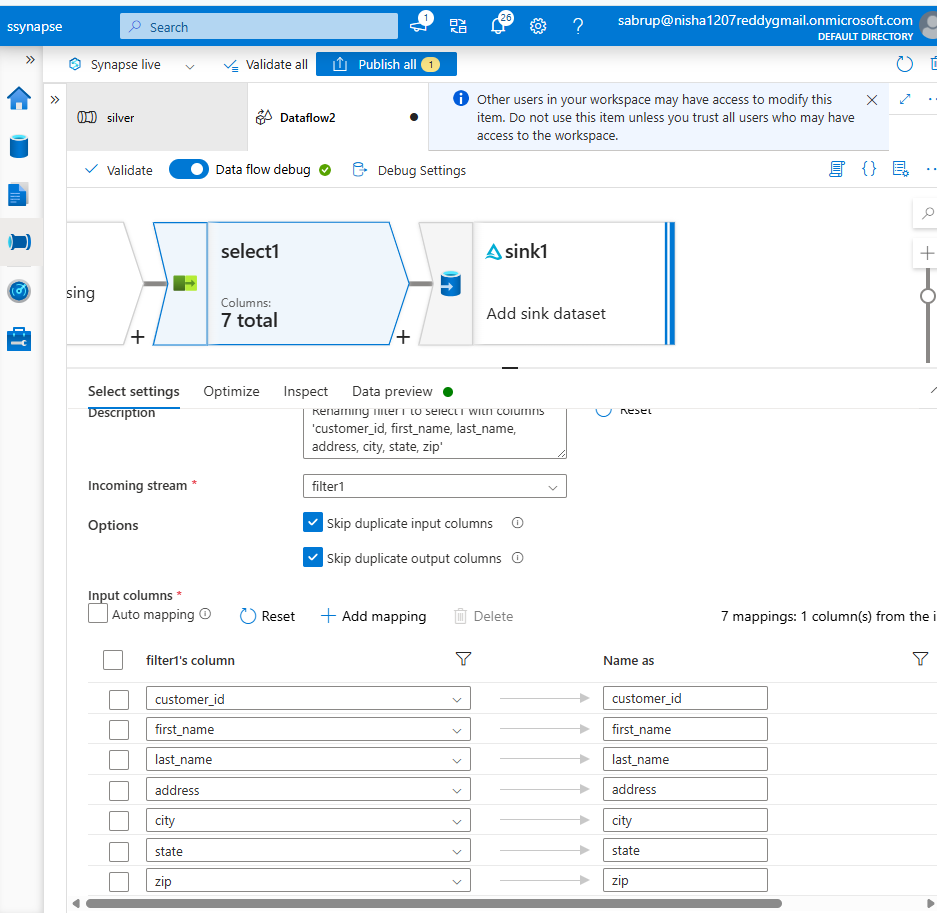 ssynapse
Search
1
26
?
sabrup@nisha1207reddygmail.onmicrosoft.com
DEFAULT DIRECTORY
Synapse live
Validate all
Publish all 1
silver
Dataflow2
Other users in your workspace may have access to modify this
item. Do not use this item unless you trust all users who may have
access to the workspace.
Validate
Data flow debug
Debug Settings
sing
select1
Columns:
7 total
sink1
Add sink dataset
Select settings
Optimize
Inspect
Data preview
Description
Renaming filter1 to select1 with columns
'customer_id, first_name, last_name,
address, city, state, zip'
Reset
Incoming stream *
filter1
Options
Skip duplicate input columns
Skip duplicate output columns
Input columns *
Auto mapping
Reset
Add mapping
Delete
7 mappings: 1 column(s) from the i
filter1's column
Name as
customer_id customer_id
first_name first_name
last_name last_name
address address
city city
state state
zip zip